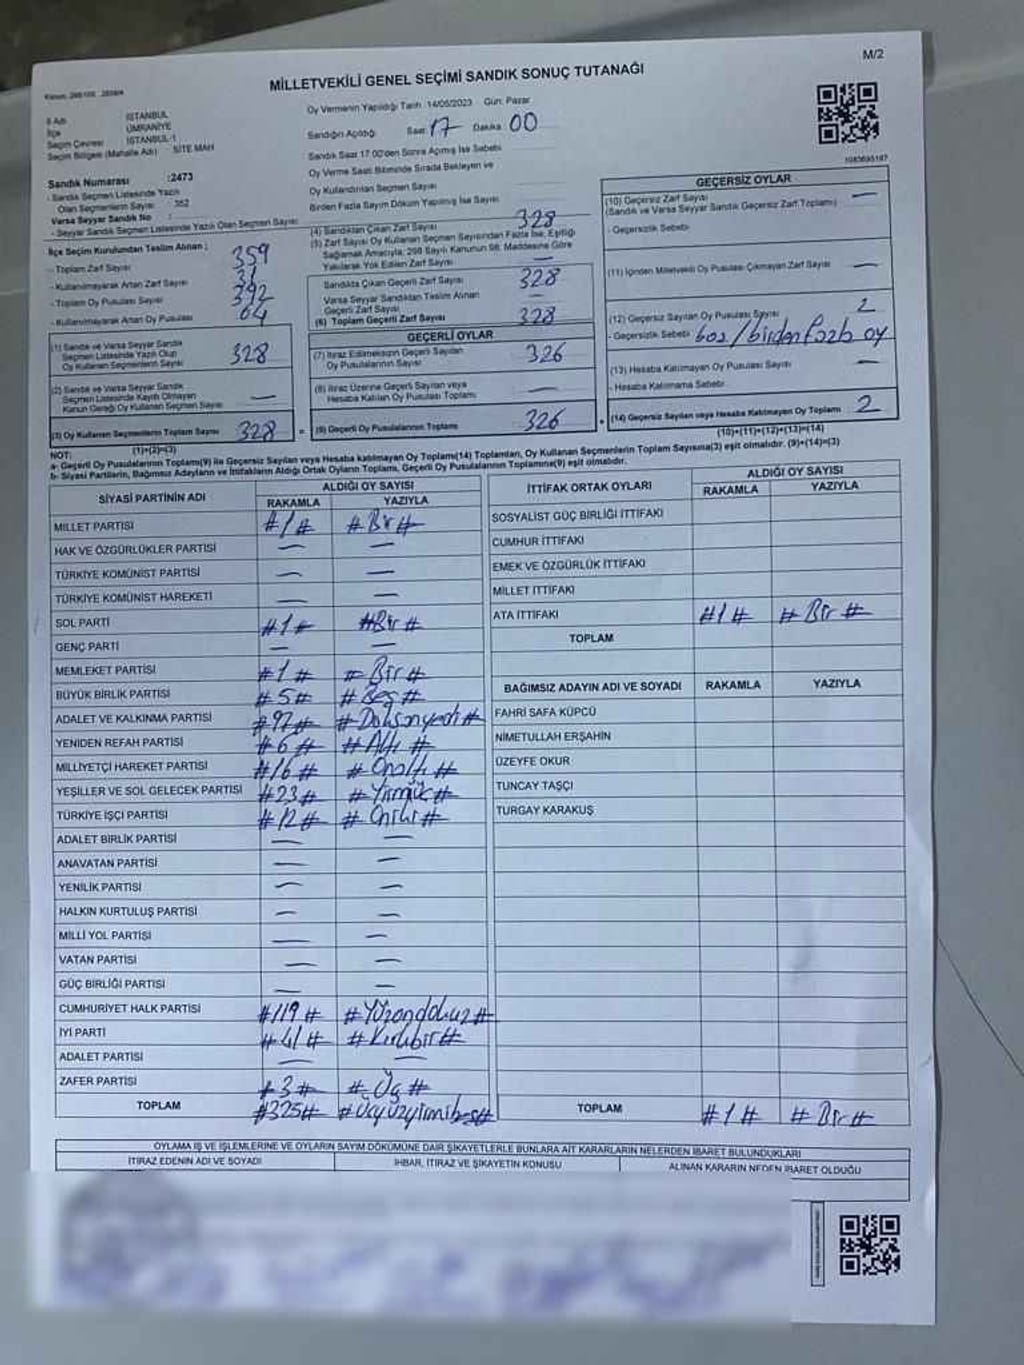 M/2
MİLLETVEKİLİ GENEL SEÇİMİ SANDIK SONUÇ TUTANAĞI
İl Adı İSTANBUL
İlçe ÜMRANİYE
Seçim Çevresi İSTANBUL-1
Seçim Bölgesi (Mahalle Adı) SİTE MAH
Sandık Numarası :2473
- Sandık Seçmen Listesinde Yazılı
Olan Seçmenlerin Sayısı 352
Varsa Seyyar Sandık No :
- Seyyar Sandık Seçmen Listesinde Yazılı Olan Seçmen Sayısı
Oy Vermenin Yapıldığı Tarih 14/05/2023 Gün: Pazar
Sandığın Açıldığı Saat 17 Dakika 00
Sandık Saat 17:00'den Sonra Açılmış İse Sebebi
Oy Verme Saati Bitiminde Sırada Bekleyen ve
Oy Kullandırılan Seçmen Sayısı
Birden Fazla Sayım Döküm Yapılmış İse Sayısı
İlçe Seçim Kurulundan Teslim Alınan ;
- Toplam Zarf Sayısı 359
- Kullanılmayarak Artan Zarf Sayısı 31
- Toplam Oy Pusulası Sayısı 392
- Kullanılmayarak Artan Oy Pusulası 64
(1) Sandık ve Varsa Seyyar Sandık
Seçmen Listesinde Yazılı Olup
Oy Kullanan Seçmenlerin Sayısı 328
(2) Sandık ve Varsa Seyyar Sandık
Seçmen Listesinde Kayıtlı Olmayan
Kanun Gereği Oy Kullanan Seçmen Sayısı —
(3) Oy Kullanan Seçmenlerin Toplam Sayısı 328
(1)+(2)=(3)
(4) Sandıktan Çıkan Zarf Sayısı 328
(5) Zarf Sayısı Oy Kullanan Seçmen Sayısından Fazla İse, Eşitliği
Sağlamak Amacıyla; 298 Sayılı Kanunun 98. Maddesine Göre
Yakılarak Yok Edilen Zarf Sayısı —
Sandıkta Çıkan Geçerli Zarf Sayısı 328
Varsa Seyyar Sandıktan Teslim Alınan
Geçerli Zarf Sayısı —
(6) Toplam Geçerli Zarf Sayısı 328
GEÇERLİ OYLAR
(7) İtiraz Edilmeksizin Geçerli Sayılan
Oy Pusulalarının Sayısı 326
(8) İtiraz Üzerine Geçerli Sayılan veya
Hesaba Katılan Oy Pusulası Toplamı —
(9) Geçerli Oy Pusulalarının Toplamı 326
1083695187
GEÇERSİZ OYLAR
(10) Geçersiz Zarf Sayısı —
(Sandık ve Varsa Seyyar Sandık Geçersiz Zarf Toplamı)
- Geçersizlik Sebebi
(11) İçinden Milletvekili Oy Pusulası Çıkmayan Zarf Sayısı —
(12) Geçersiz Sayılan Oy Pusulası Sayısı 2
- Geçersizlik Sebebi boş/birden fazla oy
(13) Hesaba Katılmayan Oy Pusulası Sayısı —
- Hesaba Katılmama Sebebi
(14) Geçersiz Sayılan veya Hesaba Katılmayan Oy Toplamı 2
(10)+(11)+(12)+(13)=(14)
NOT:
a- Geçerli Oy Pusulalarının Toplamı(9) ile Geçersiz Sayılan veya Hesaba Katılmayan Oy Toplamı(14) Toplamları, Oy Kullanan Seçmenlerin Toplam Sayısına(3) eşit olmalıdır. (9)+(14)=(3)
b- Siyasi Partilerin, Bağımsız Adayların ve İttifakların Aldığı Ortak Oyların Toplamı, Geçerli Oy Pusulalarının Toplamına(9) eşit olmalıdır.
SİYASİ PARTİNİN ADI ALDIĞI OY SAYISI
RAKAMLA YAZIYLA
MİLLET PARTİSİ #1# #Bir#
HAK VE ÖZGÜRLÜKLER PARTİSİ — —
TÜRKİYE KOMÜNİST PARTİSİ — —
TÜRKİYE KOMÜNİST HAREKETİ — —
SOL PARTİ #1# #Bir#
GENÇ PARTİ — —
MEMLEKET PARTİSİ #1# #Bir#
BÜYÜK BİRLİK PARTİSİ #5# #Beş#
ADALET VE KALKINMA PARTİSİ #97# #Doksanyedi#
YENİDEN REFAH PARTİSİ #6# #Altı#
MİLLİYETÇİ HAREKET PARTİSİ #16# #Onaltı#
YEŞİLLER VE SOL GELECEK PARTİSİ #23# #Yirmiüç#
TÜRKİYE İŞÇİ PARTİSİ #12# #Oniki#
ADALET BİRLİK PARTİSİ — —
ANAVATAN PARTİSİ — —
YENİLİK PARTİSİ — —
HALKIN KURTULUŞ PARTİSİ — —
MİLLİ YOL PARTİSİ — —
VATAN PARTİSİ — —
GÜÇ BİRLİĞİ PARTİSİ — —
CUMHURİYET HALK PARTİSİ #119# #Yüzondokuz#
İYİ PARTİ #41# #Kırkbir#
ADALET PARTİSİ — —
ZAFER PARTİSİ #3# #Üç#
TOPLAM #325# #Üçyüzyirmibeş#
İTTİFAK ORTAK OYLARI ALDIĞI OY SAYISI
RAKAMLA YAZIYLA
SOSYALİST GÜÇ BİRLİĞİ İTTİFAKI
CUMHUR İTTİFAKI
EMEK VE ÖZGÜRLÜK İTTİFAKI
MİLLET İTTİFAKI
ATA İTTİFAKI #1# #Bir#
TOPLAM
BAĞIMSIZ ADAYIN ADI VE SOYADI RAKAMLA YAZIYLA
FAHRİ SAFA KÜPCÜ
NİMETULLAH ERŞAHİN
ÜZEYFE OKUR
TUNCAY TAŞÇI
TURGAY KARAKUŞ
TOPLAM #1# #Bir#
OYLAMA İŞ VE İŞLEMLERİNE VE OYLARIN SAYIM DÖKÜMÜNE DAİR ŞİKAYETLERLE BUNLARA AİT KARARLARIN NELERDEN İBARET BULUNDUKLARI
İTİRAZ EDENİN ADI VE SOYADI İHBAR, İTİRAZ VE ŞİKAYETİN KONUSU ALINAN KARARIN NEDEN İBARET OLDUĞU